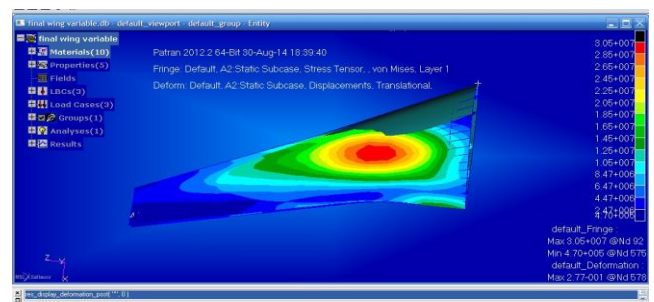 final wing variable.db - default_viewport - default_group - Entity
final wing variable
Materials(10)
Properties(5)
Fields
LBCs(3)
Load Cases(3)
Groups(1)
Analyses(1)
Results
Patran 2012.2 64-Bit 30-Aug-14 18:39:40
Fringe: Default, A2:Static Subcase, Stress Tensor, , von Mises, Layer 1
Deform: Default, A2:Static Subcase, Displacements, Translational,
3.05+007
2.85+007
2.65+007
2.45+007
2.25+007
2.05+007
1.85+007
1.65+007
1.45+007
1.25+007
1.05+007
8.47+006
6.47+006
4.47+006
2.47+006
4.70+005
default_Fringe :
Max 3.05+007 @Nd 92
Min 4.70+005 @Nd 575
default_Deformation :
Max 2.77-001 @Nd 578
Z
Y
X
res_display_deformation_post( "", 0 )